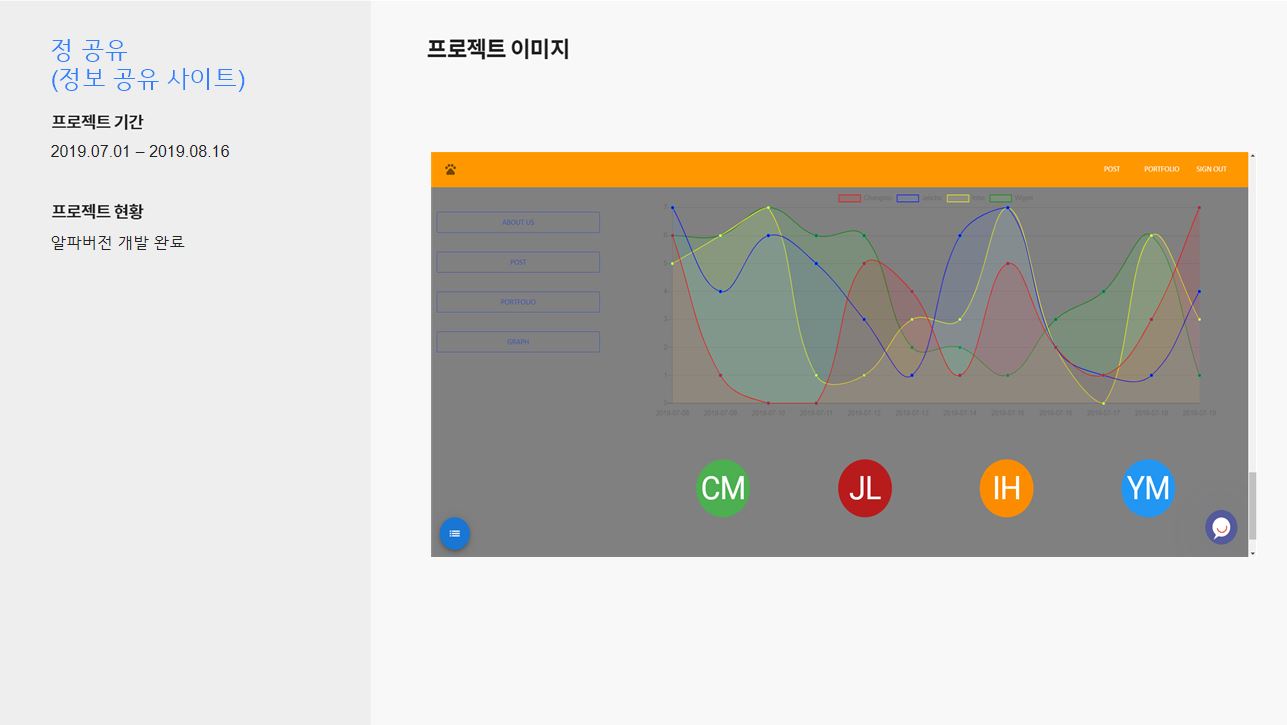 정 공유
(정보 공유 사이트)
프로젝트 기간
2019.07.01 – 2019.08.16
프로젝트 현황
알파버전 개발 완료
프로젝트 이미지
POST PORTFOLIO SIGN OUT
ABOUT US
POST
PORTFOLIO
GRAPH
7
6
5
4
3
2
1
0
2019-07-08 2019-07-09 2019-07-10 2019-07-11 2019-07-12 2019-07-13 2019-07-14 2019-07-15 2019-07-16 2019-07-17 2019-07-18 2019-07-19
CM JL IH YM